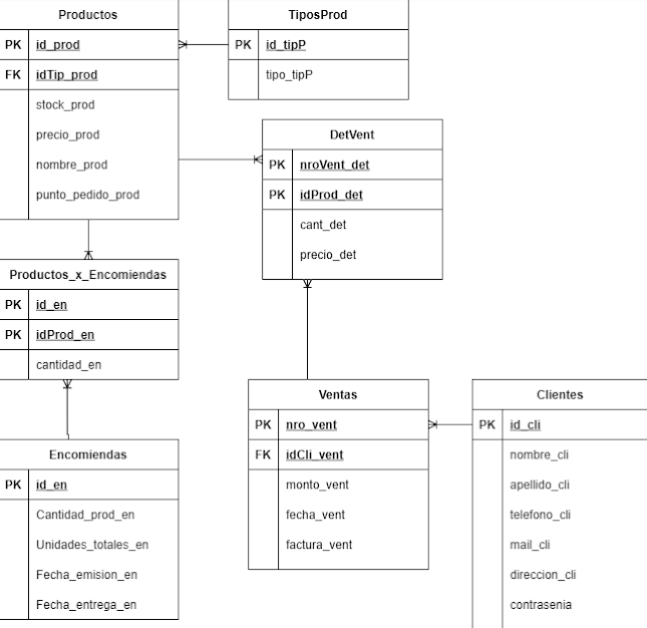 Productos
PK id_prod
FK idTip_prod
stock_prod
precio_prod
nombre_prod
punto_pedido_prod
TiposProd
PK id_tipP
tipo_tipP
DetVent
PK nroVent_det
PK idProd_det
cant_det
precio_det
Productos_x_Encomiendas
PK id_en
PK idProd_en
cantidad_en
Encomiendas
PK id_en
Cantidad_prod_en
Unidades_totales_en
Fecha_emision_en
Fecha_entrega_en
Ventas
PK nro_vent
FK idCli_vent
monto_vent
fecha_vent
factura_vent
Clientes
PK id_cli
nombre_cli
apellido_cli
telefono_cli
mail_cli
direccion_cli
contrasenia